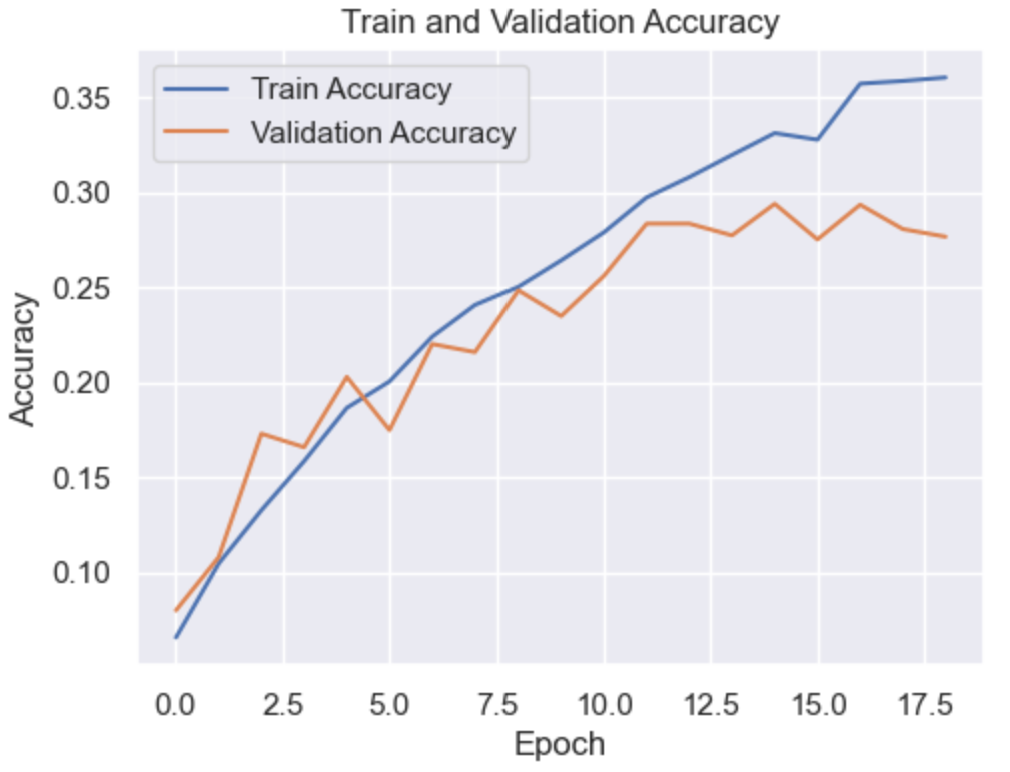 Train and Validation Accuracy
Train Accuracy
Validation Accuracy
0.35
0.30
0.25
0.20
0.15
0.10
Accuracy
0.0 2.5 5.0 7.5 10.0 12.5 15.0 17.5
Epoch